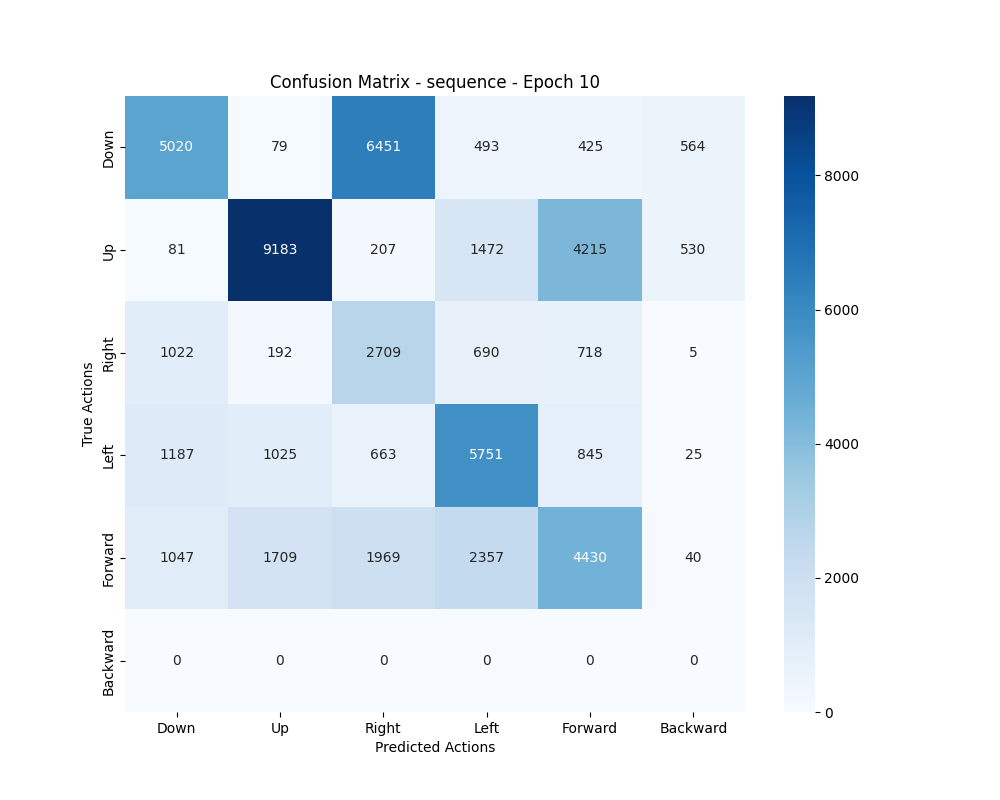 Confusion Matrix - sequence - Epoch 10
True Actions
Down 5020 79 6451 493 425 564
Up 81 9183 207 1472 4215 530
Right 1022 192 2709 690 718 5
Left 1187 1025 663 5751 845 25
Forward 1047 1709 1969 2357 4430 40
Backward 0 0 0 0 0 0
Down Up Right Left Forward Backward
Predicted Actions
8000
6000
4000
2000
0